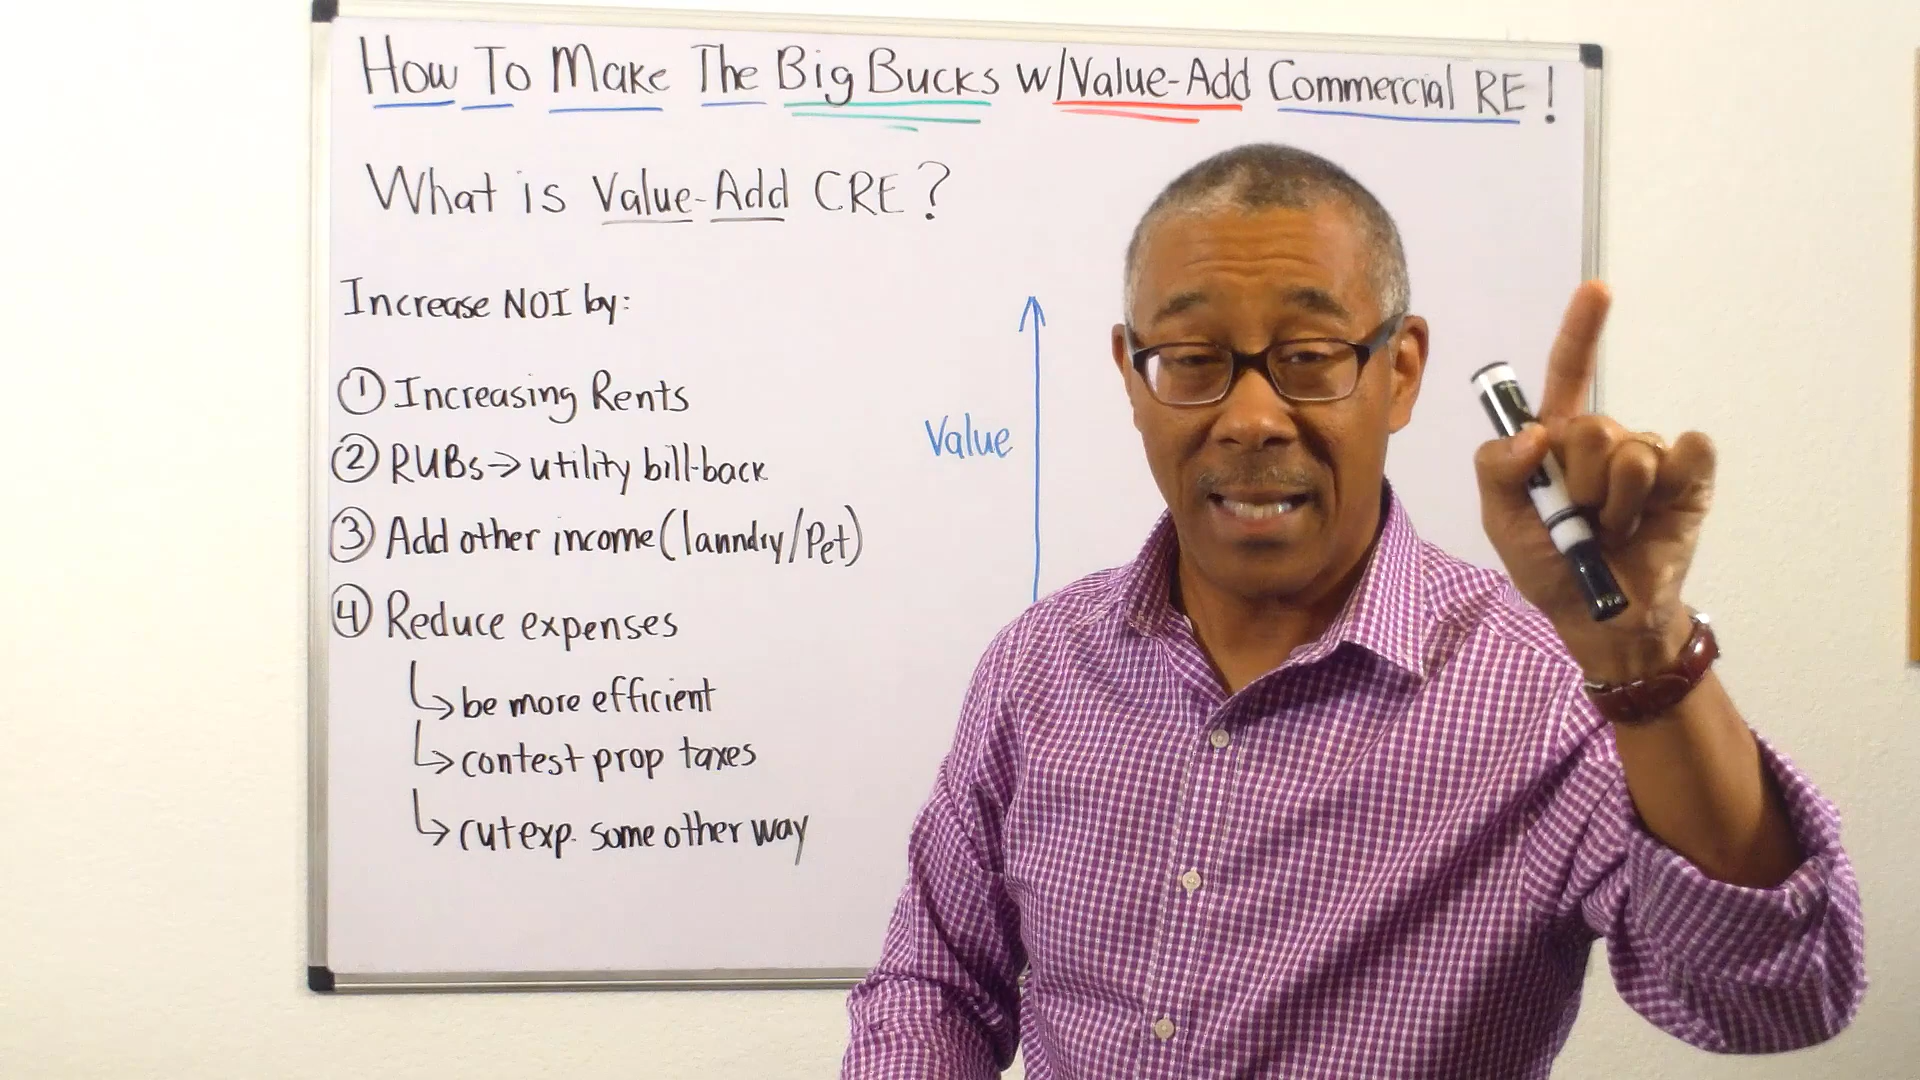 How To Make The Big Bucks w/Value-Add Commercial RE!
What is Value-Add CRE?
Increase NOI by:
① Increasing Rents
② RUBs→utility bill-back
③ Add other income (lanndry/Pet)
④ Reduce expenses
↳ be more efficient
↳ contest prop taxes
↳ cut exp. some other way
Value